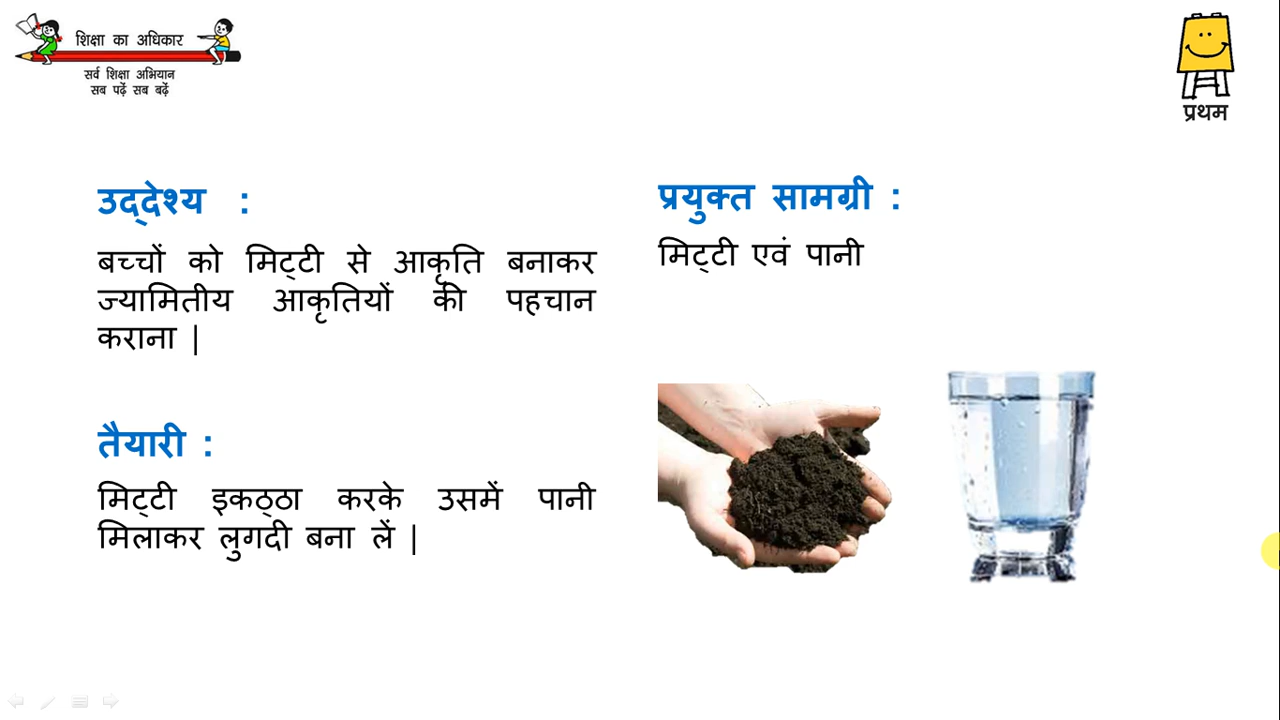 शिक्षा का अधिकार
सर्व शिक्षा अभियान
सब पढ़ें सब बढ़ें
प्रथम
उद्‌देश्य :
बच्चों को मिट्‌टी से आकृति बनाकर
ज्यामितीय आकृतियों की पहचान
कराना |
तैयारी :
मिट्‌टी इकठ्‌ठा करके उसमें पानी
मिलाकर लुगदी बना लें |
प्रयुक्त सामग्री :
मिट्‌टी एवं पानी